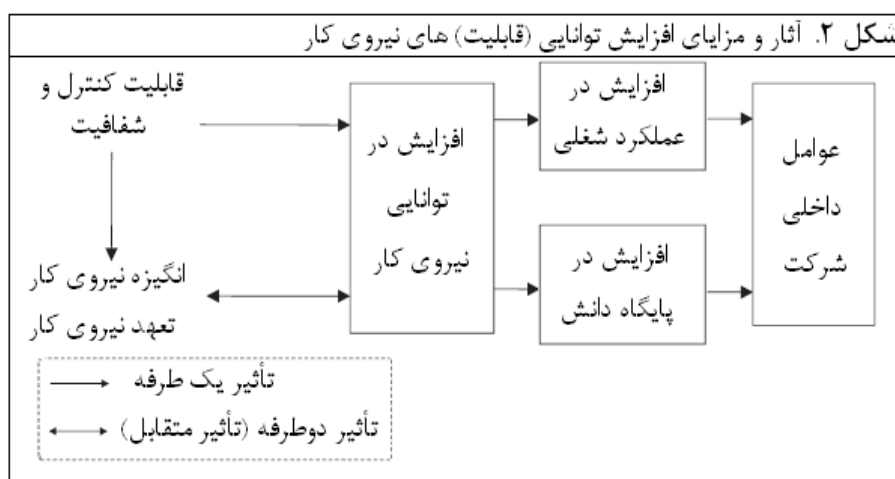 شکل ۲. آثار و مزایای افزایش توانایی (قابلیت) های نیروی کار
قابلیت کنترل و
شفافیت
انگیزه نیروی کار
تعهد نیروی کار
افزایش در
توانایی
نیروی کار
افزایش در
عملکرد شغلی
افزایش در
پایگاه دانش
عوامل
داخلی
شرکت
تأثیر یک طرفه
تأثیر دوطرفه (تأثیر متقابل)